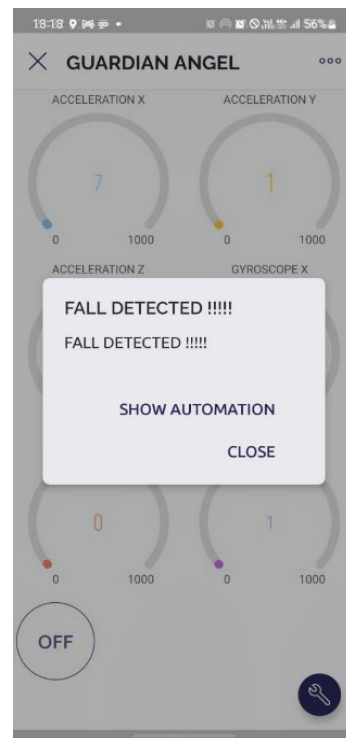 18:18
56%
GUARDIAN ANGEL
ACCELERATION X ACCELERATION Y
7 1
0 1000 0 1000
ACCELERATION Z GYROSCOPE X
FALL DETECTED !!!!!
FALL DETECTED !!!!!
SHOW AUTOMATION
CLOSE
0 1
0 1000 0 1000
OFF